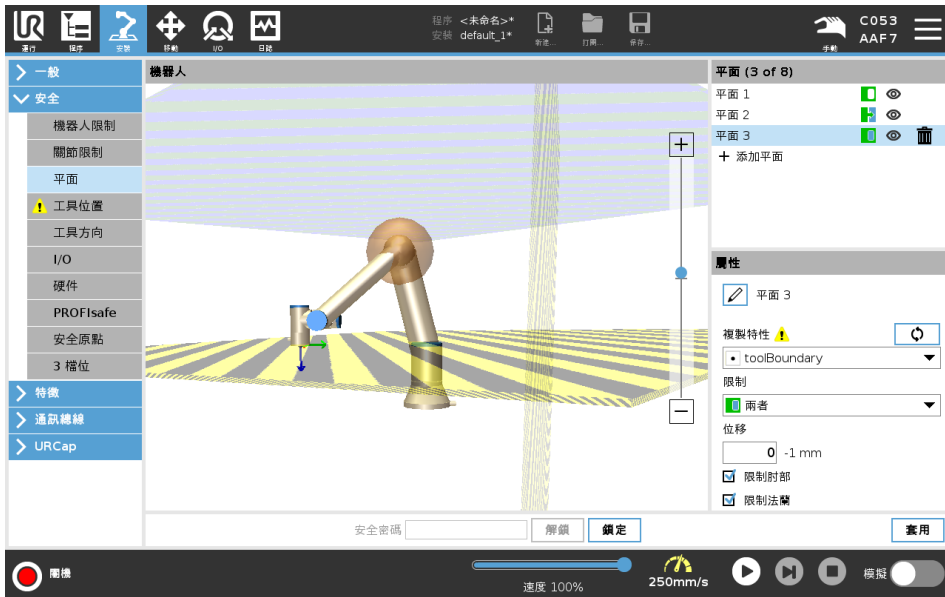 UR
運行
程序
安裝
移動
I/O
日誌
程序 <未命名>*
安裝 default_1*
新建...
打開...
保存...
手動
C053
AAF7
一般
安全
機器人限制
關節限制
平面
工具位置
工具方向
I/O
硬件
PROFIsafe
安全原點
3 檔位
特徵
通訊總線
URCap
機器人
平面 (3 of 8)
平面 1
平面 2
平面 3
添加平面
屬性
平面 3
複製特性
toolBoundary
限制
兩者
位移
0 -1 mm
限制肘部
限制法蘭
安全密碼
解鎖
鎖定
套用
關機
速度 100%
250mm/s
模擬